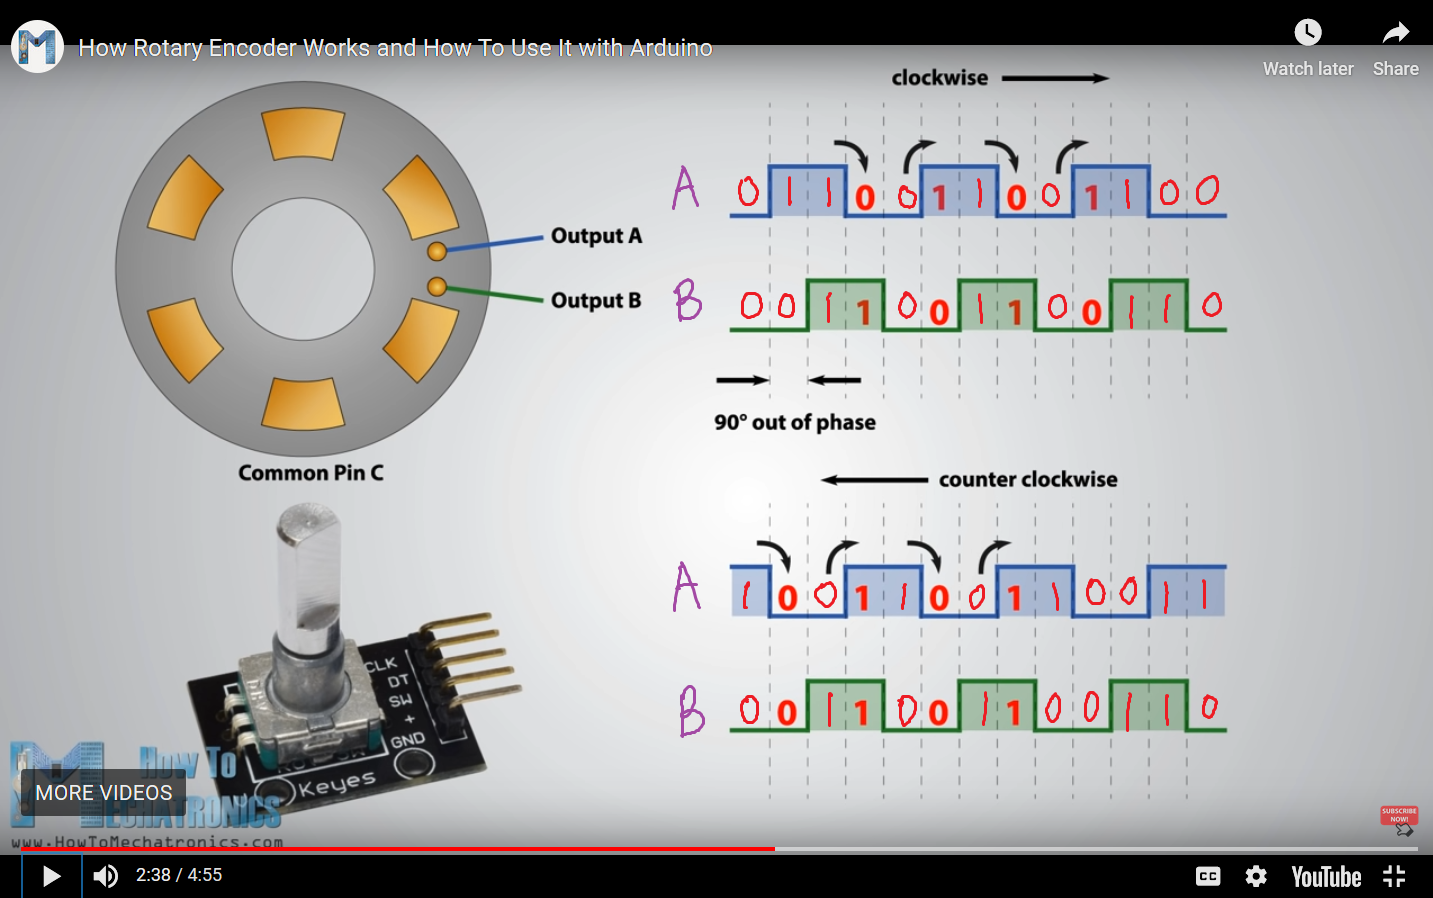 How Rotary Encoder Works and How To Use It with Arduino
Watch later
Share
clockwise
A 0 1 1 0 0 1 1 0 0 1 1 0 0
Output A
Output B
B 0 0 1 1 0 0 1 1 0 0 1 1 0
90° out of phase
Common Pin C
counter clockwise
A 1 0 0 1 1 0 0 1 1 0 0 1 1
B 0 0 1 1 0 0 1 1 0 0 1 1 0
CLK
DT
SW
+
GND
Keyes
How To
MECHATRONICS
www.HowToMechatronics.com
MORE VIDEOS
SUBSCRIBE
NOW!
2:38 / 4:55
CC
YouTube